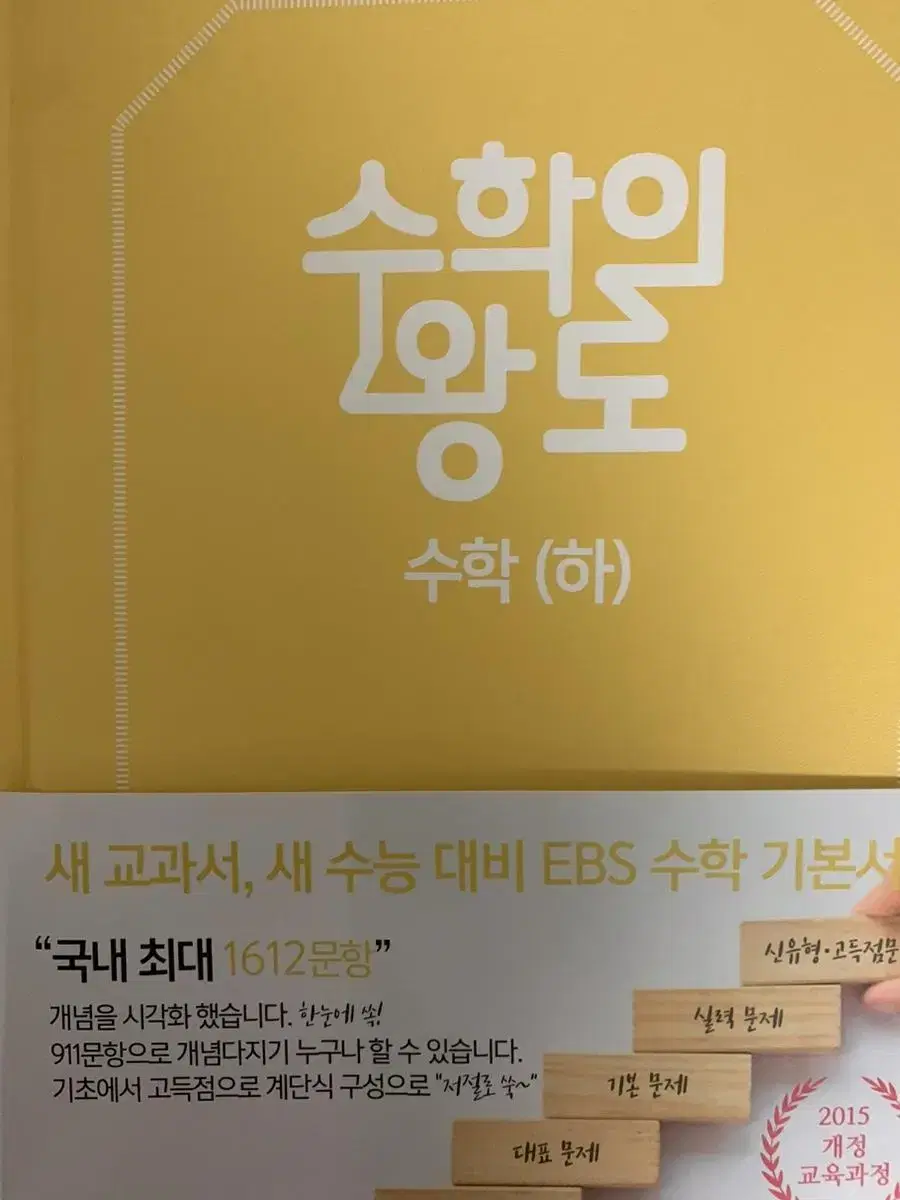 수학의
왕도
수학 (하)
새 교과서, 새 수능 대비 EBS 수학 기본서
“국내 최대 1612문항”
개념을 시각화 했습니다. 한눈에 쏙!
911문항으로 개념다지기 누구나 할 수 있습니다.
기초에서 고득점으로 계단식 구성으로 "저절로 쑥~"
신유형·고득점문
실력 문제
기본 문제
대표 문제
2015
개정
교육과정